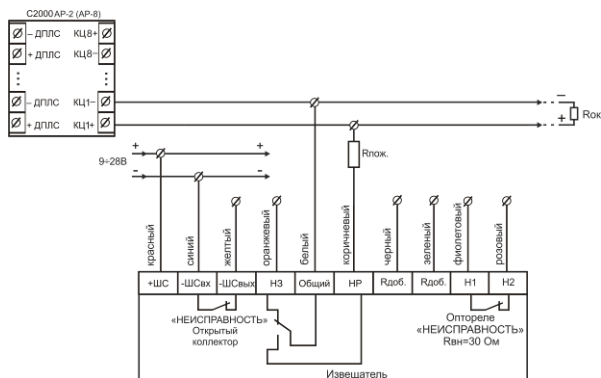 С2000 АР-2 (АР-8)
– ДПЛС КЦ8+
+ ДПЛС КЦ8–
– ДПЛС КЦ1–
+ ДПЛС КЦ1+
–
+
Rок
+
9÷28В
-
+
-
Rпож.
красный
синий
желтый
оранжевый
белый
коричневый
черный
зеленый
фиолетовый
розовый
+ШС
-ШСвх
-ШСвых
НЗ
Общий
НР
Rдоб.
Rдоб.
Н1
Н2
«НЕИСПРАВНОСТЬ»
Открытый
коллектор
Оптореле
«НЕИСПРАВНОСТЬ»
Rвн=30 Ом
Извещатель